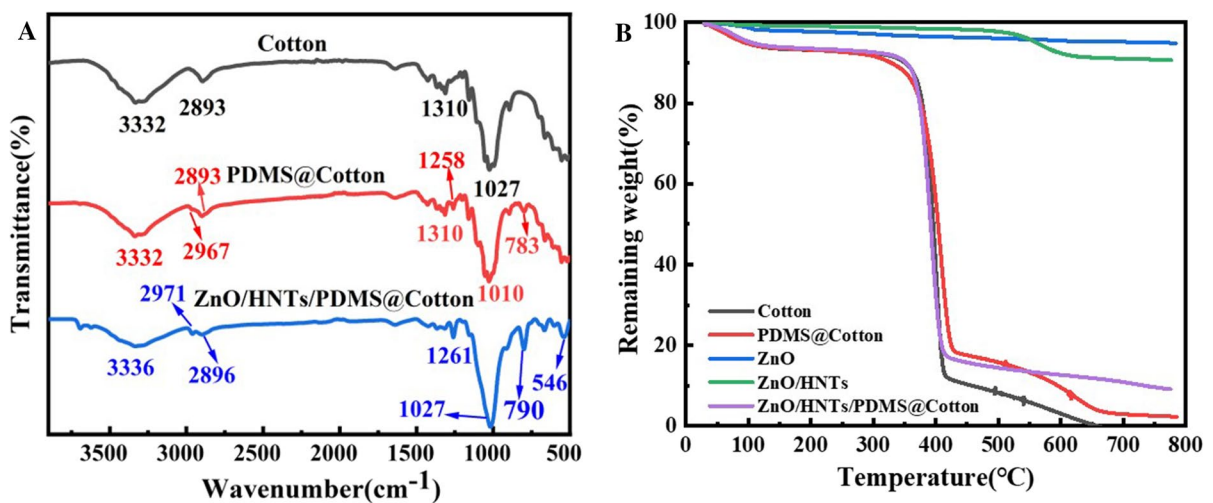 A
Cotton
3332
2893
1310
1027
2893
PDMS@Cotton
1258
3332
2967
1310
783
1010
2971
ZnO/HNTs/PDMS@Cotton
3336
2896
1261
1027
790
546
Transmittance(%)
3500 3000 2500 2000 1500 1000 500
Wavenumber(cm-1)
B
100
80
60
40
20
0
Remaining weight(%)
Cotton
PDMS@Cotton
ZnO
ZnO/HNTs
ZnO/HNTs/PDMS@Cotton
0 100 200 300 400 500 600 700 800
Temperature(°C)